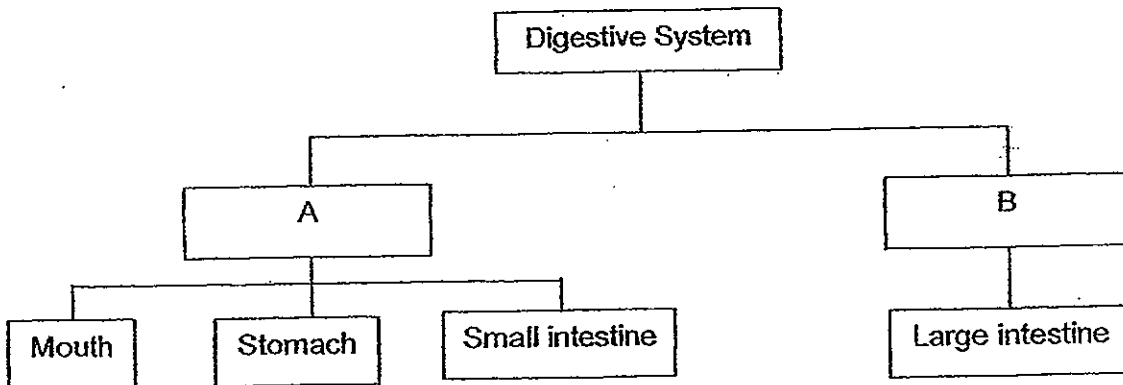 Digestive System
A
B
Mouth
Stomach
Small intestine
Large intestine